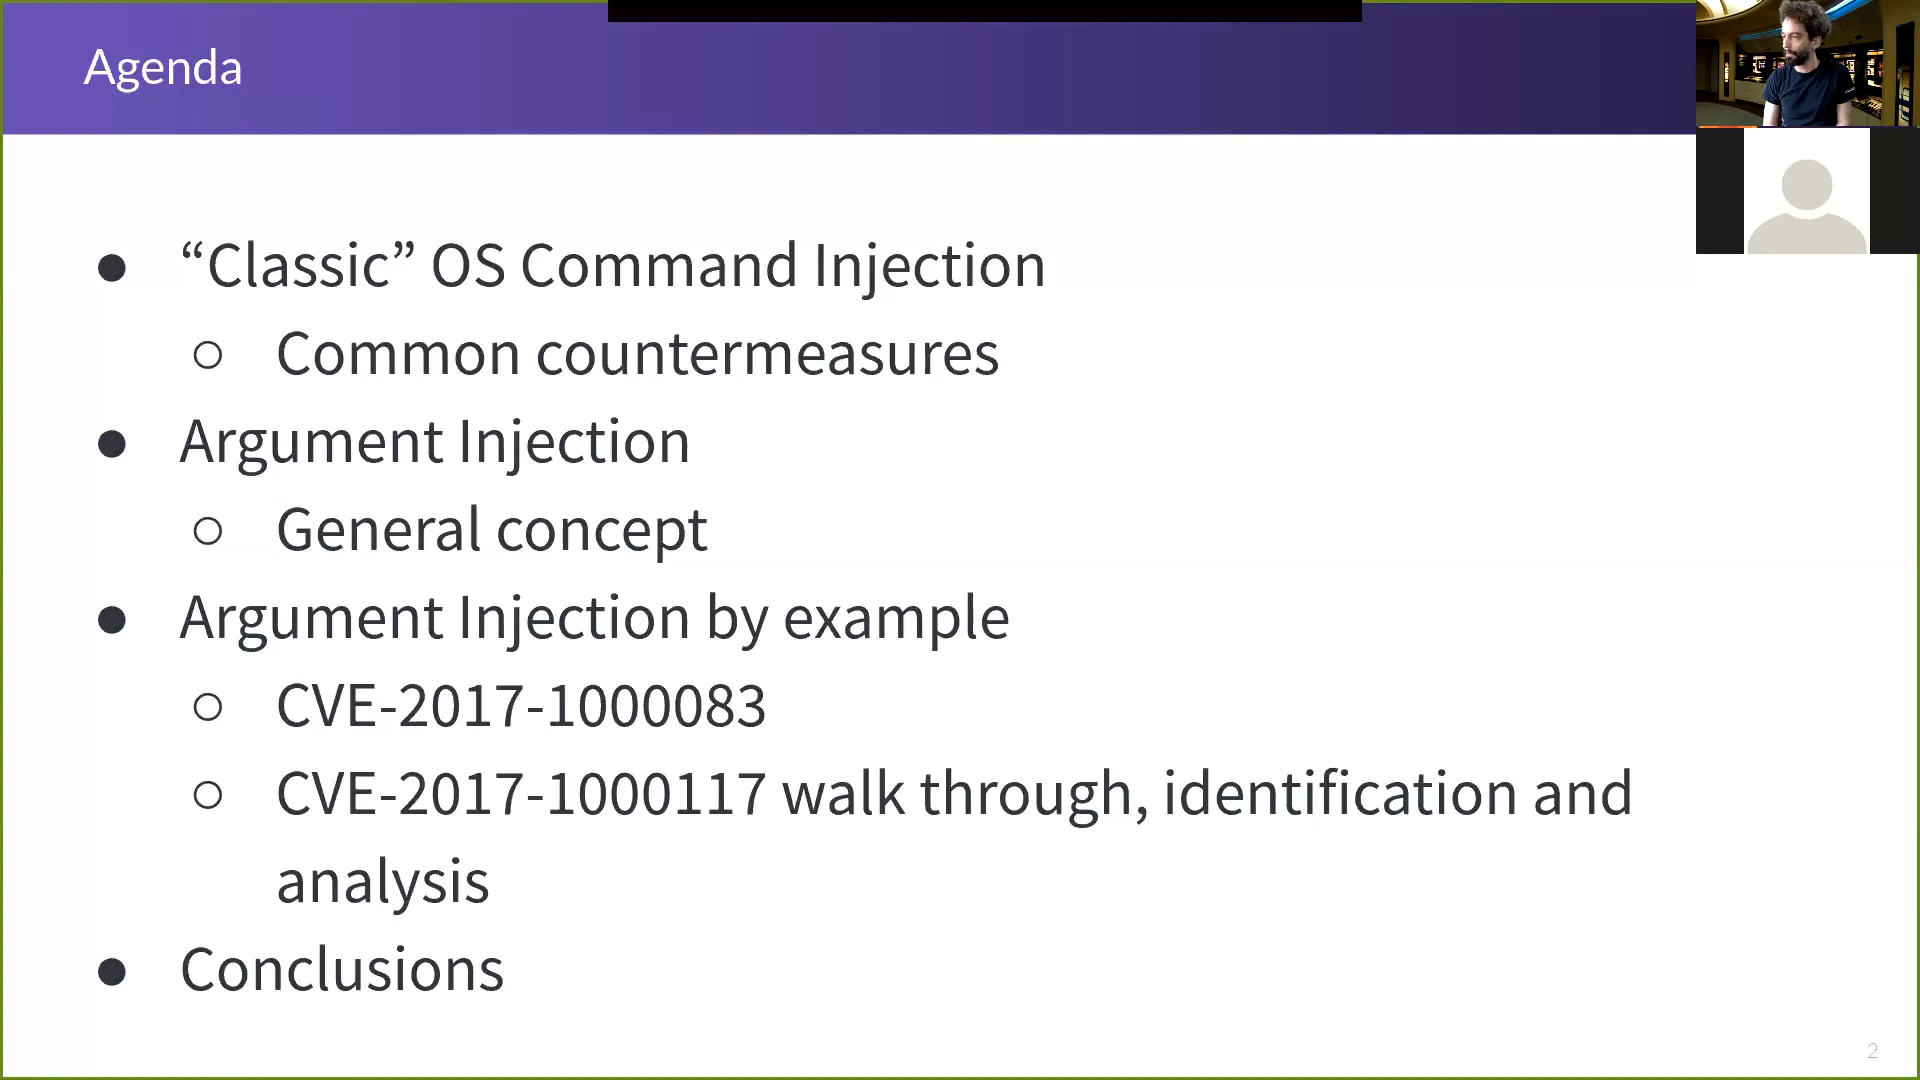 Agenda
● “Classic” OS Command Injection
○ Common countermeasures
● Argument Injection
○ General concept
● Argument Injection by example
○ CVE-2017-1000083
○ CVE-2017-1000117 walk through, identification and
analysis
● Conclusions
2